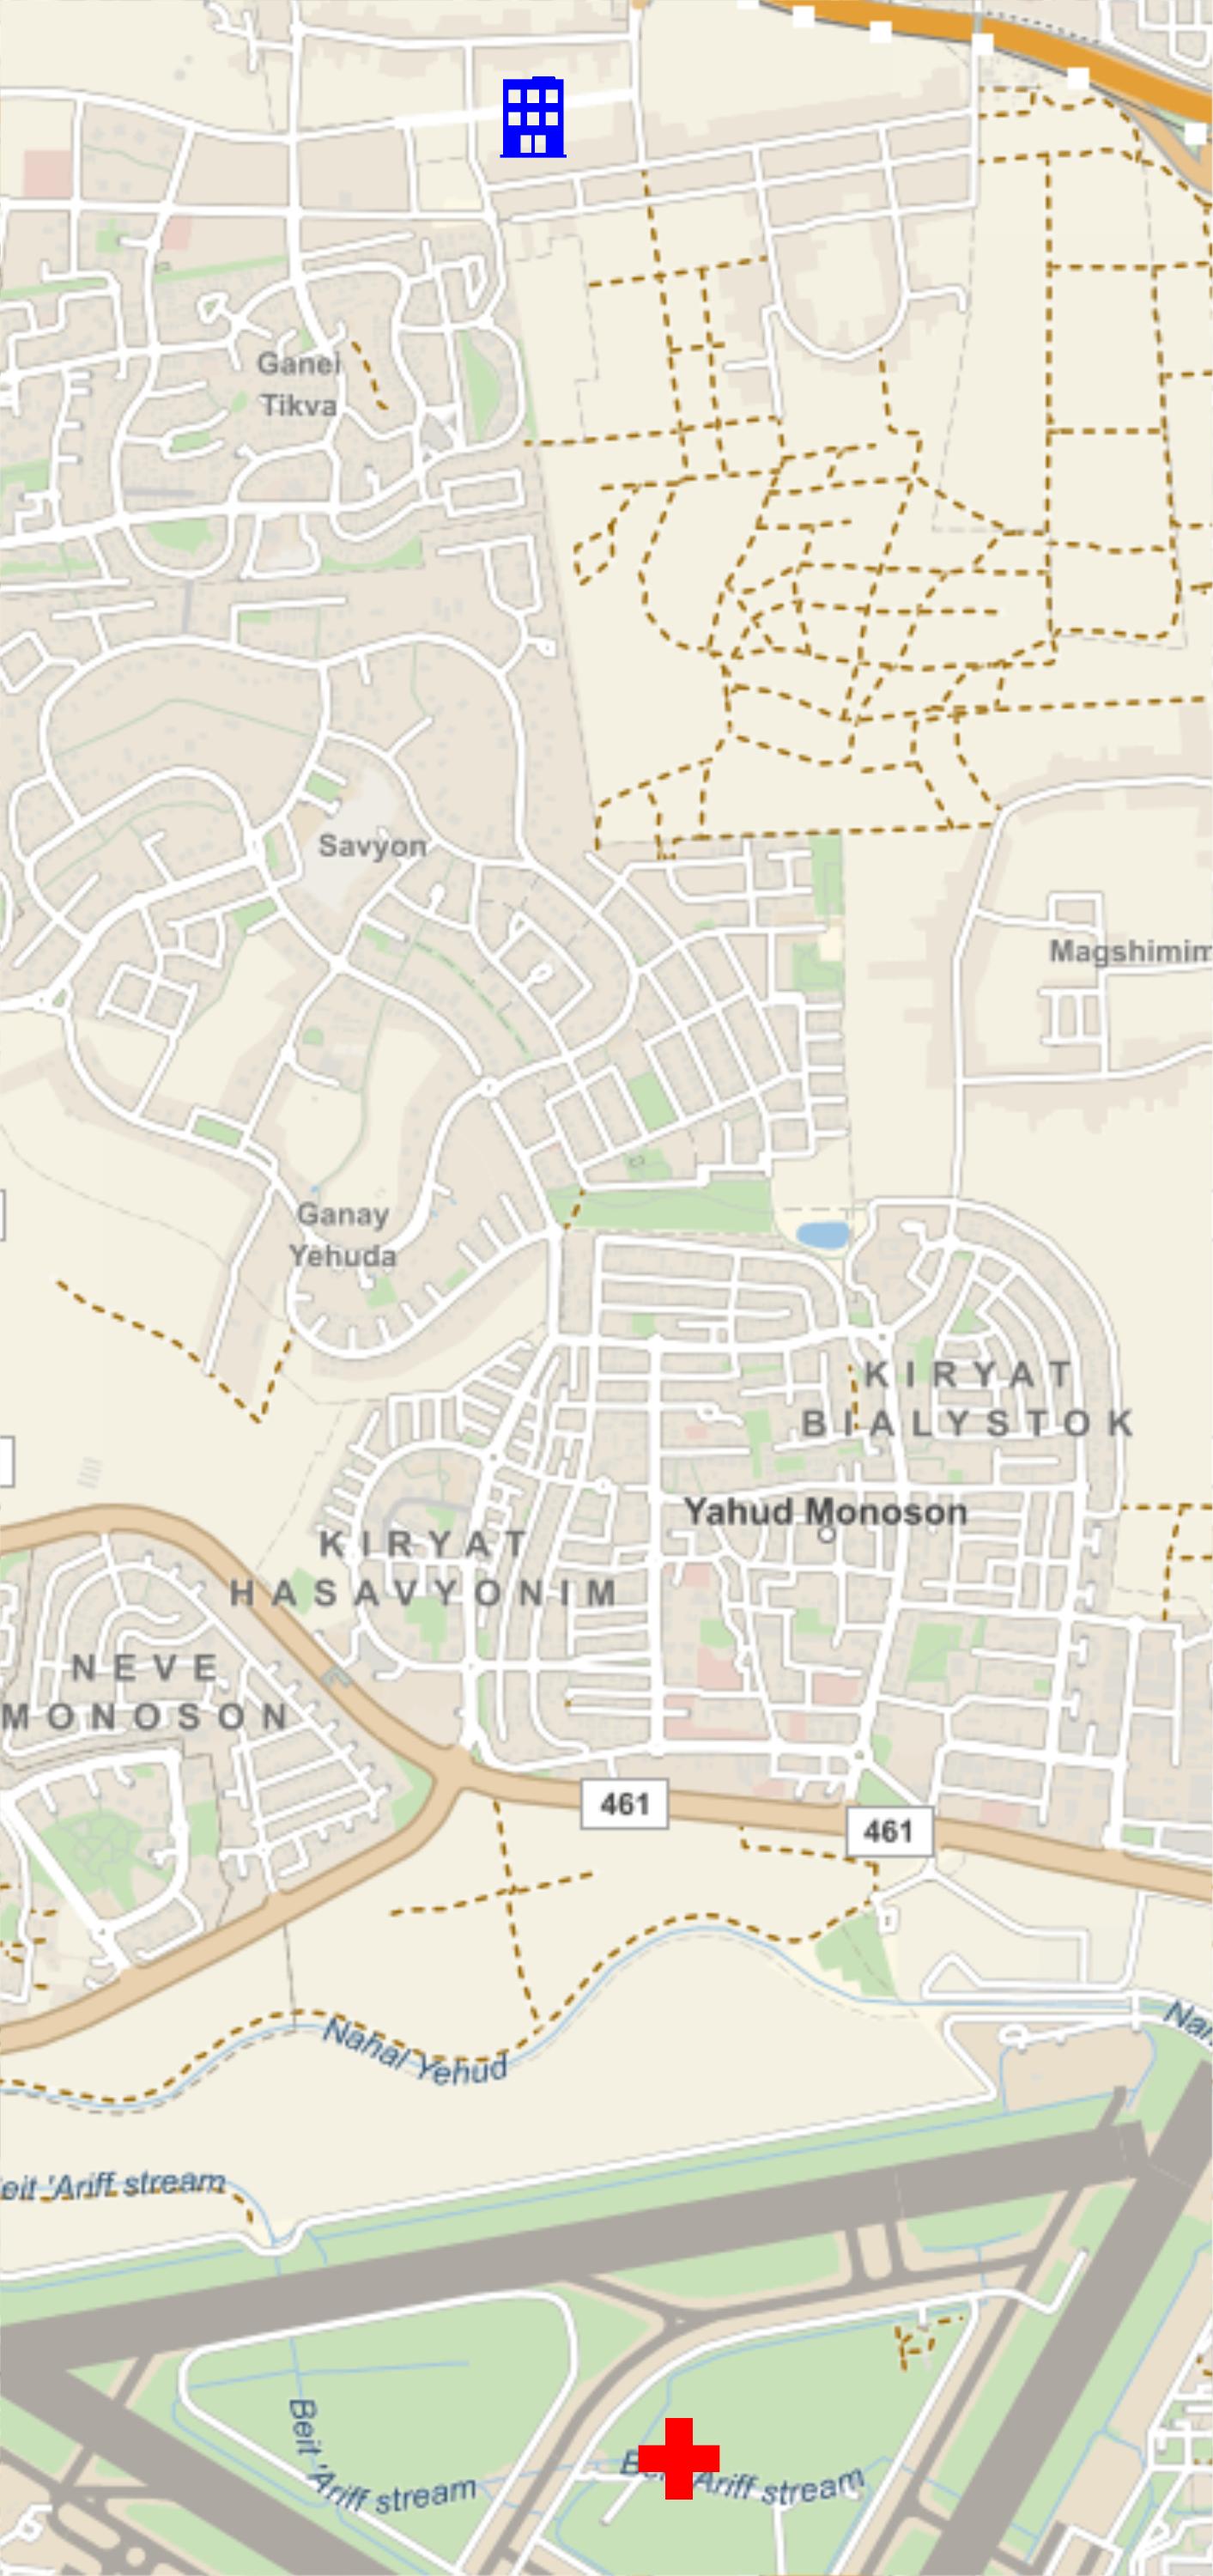 Ganei
Tikva
Savyon
Magshimim
Ganay
Yehuda
KIRYAT
BIALYSTOK
Yahud Monoson
KIRYAT
HASAVYONIM
NEVE
MONOSON
461
461
Nahal Yehud
eit 'Ariff stream
Beit 'Ariff stream
'Ariff stream